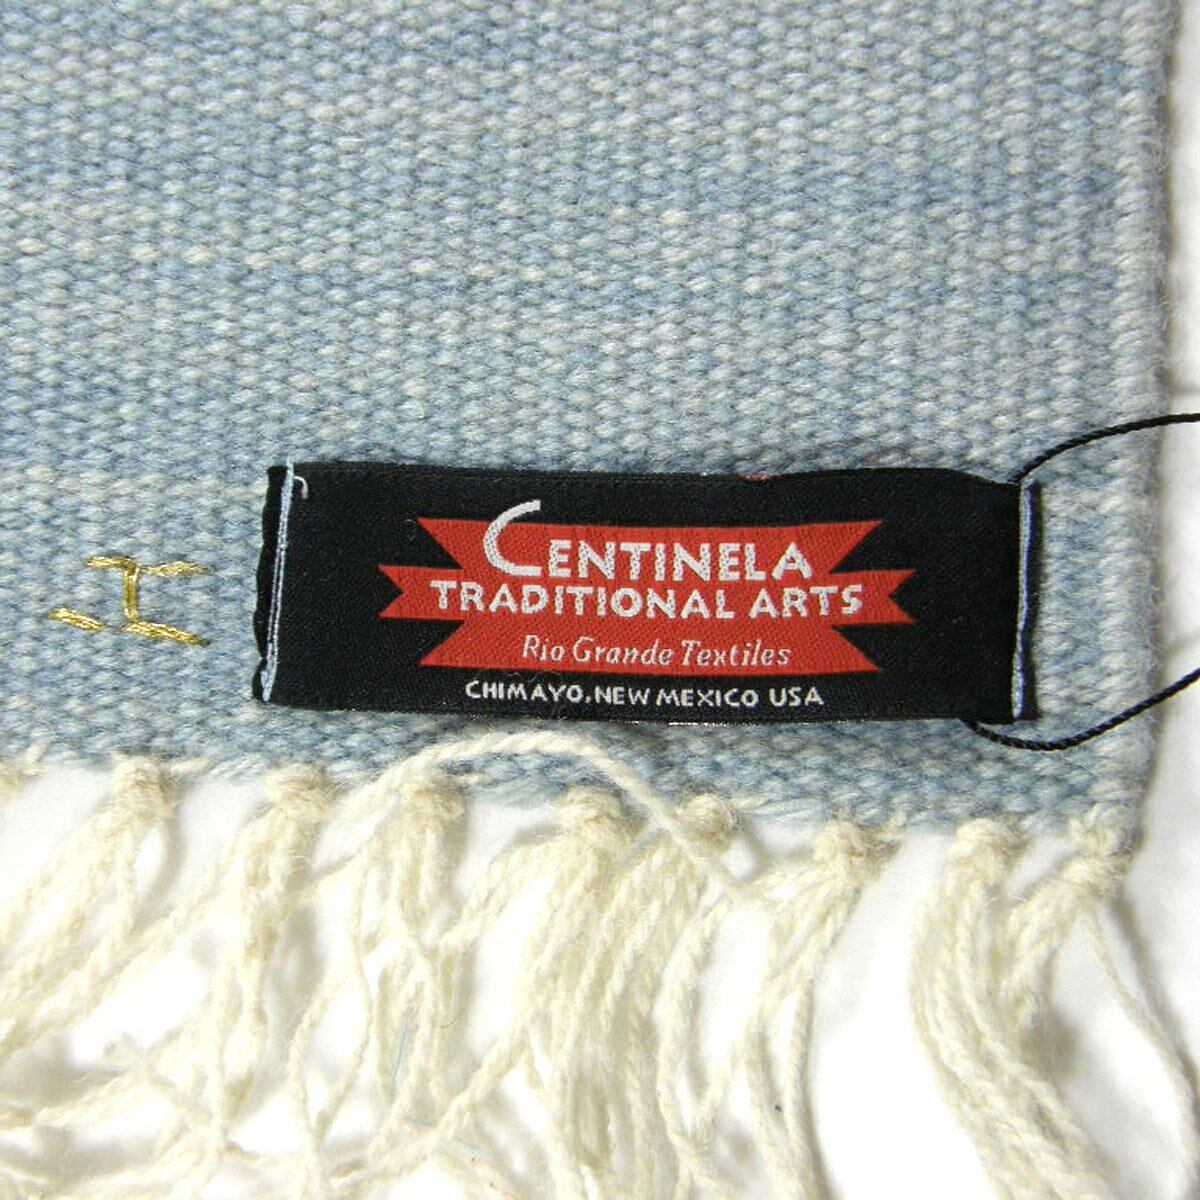 CENTINELA
TRADITIONAL ARTS
Rio Grande Textiles
CHIMAYO, NEW MEXICO USA